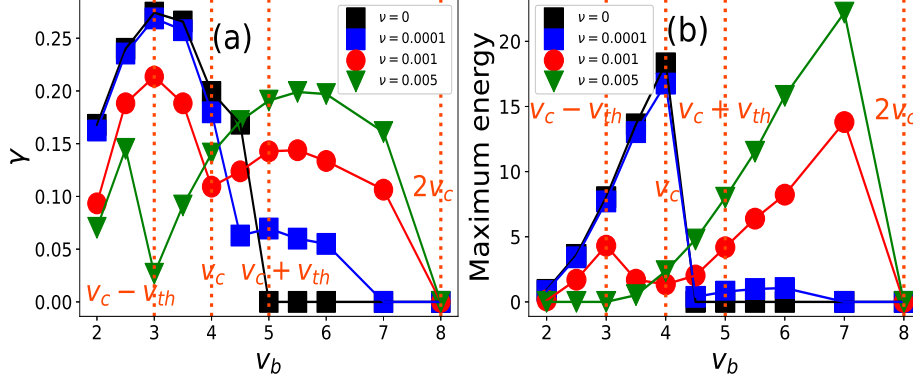 (a)
ν = 0
ν = 0.0001
ν = 0.001
ν = 0.005
0.25
0.20
0.15
0.10
0.05
0.00
γ
2v_c
v_c − v_th
v_c
v_c + v_th
2 3 4 5 6 7 8
v_b
(b)
ν = 0
ν = 0.0001
ν = 0.001
ν = 0.005
20
15
10
5
0
Maximum energy
v_c − v_th
v_c + v_th
2v_c
v_c
2 3 4 5 6 7 8
v_b